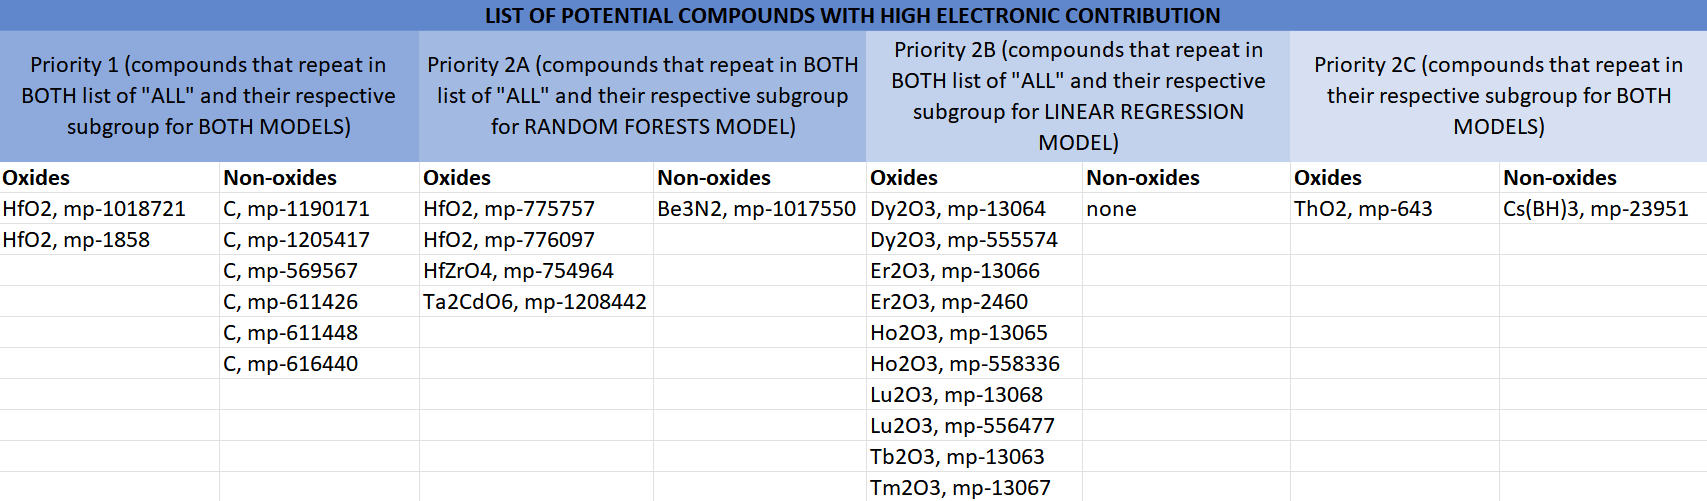 LIST OF POTENTIAL COMPOUNDS WITH HIGH ELECTRONIC CONTRIBUTION
Priority 1 (compounds that repeat in
BOTH list of "ALL" and their respective
subgroup for BOTH MODELS)
Priority 2A (compounds that repeat in BOTH
list of "ALL" and their respective subgroup
for RANDOM FORESTS MODEL)
Priority 2B (compounds that repeat in
BOTH list of "ALL" and their respective
subgroup for LINEAR REGRESSION
MODEL)
Priority 2C (compounds that repeat in
their respective subgroup for BOTH
MODELS)
Oxides Non-oxides Oxides Non-oxides Oxides Non-oxides Oxides Non-oxides
HfO2, mp-1018721 C, mp-1190171 HfO2, mp-775757 Be3N2, mp-1017550 Dy2O3, mp-13064 none ThO2, mp-643 Cs(BH)3, mp-23951
HfO2, mp-1858 C, mp-1205417 HfO2, mp-776097 Dy2O3, mp-555574
C, mp-569567 HfZrO4, mp-754964 Er2O3, mp-13066
C, mp-611426 Ta2CdO6, mp-1208442 Er2O3, mp-2460
C, mp-611448 Ho2O3, mp-13065
C, mp-616440 Ho2O3, mp-558336
Lu2O3, mp-13068
Lu2O3, mp-556477
Tb2O3, mp-13063
Tm2O3, mp-13067